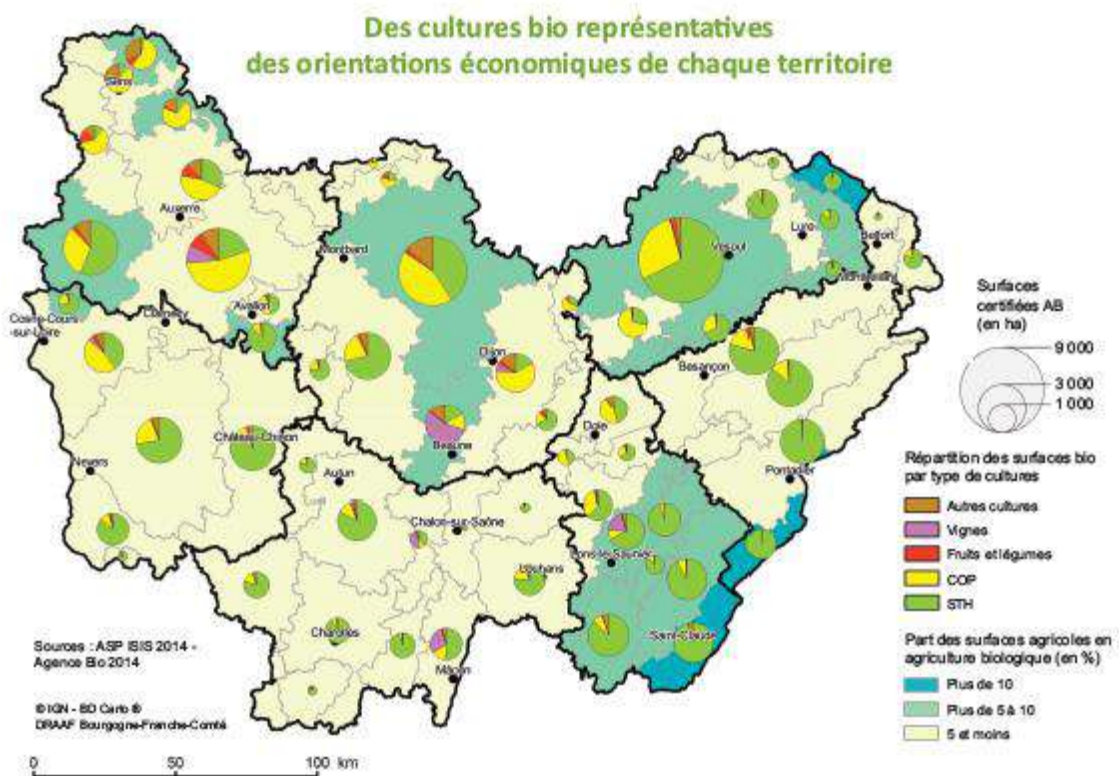 Des cultures bio représentatives
des orientations économiques de chaque territoire
Sens
Auxerre
Montbard
Vesoul
Lure
Belfort
Montbéliard
Avallon
Clamecy
Cosne-Cours
-sur-Loire
Dijon
Besançon
Dole
Beaune
Château-Chinon
Nevers
Autun
Pontarlier
Chalon-sur-Saône
Lons-le-Saunier
Louhans
Charolles
Saint-Claude
Mâcon
Surfaces
certifiées AB
(en ha)
9 000
3 000
1 000
Répartition des surfaces bio
par type de cultures
Autres cultures
Vignes
Fruits et légumes
COP
STH
Part des surfaces agricoles en
agriculture biologique (en %)
Plus de 10
Plus de 5 à 10
5 et moins
Sources : ASP ISIS 2014 -
Agence Bio 2014
© IGN - BD Carto ®
DRAAF Bourgogne-Franche-Comté
0 50 100 km